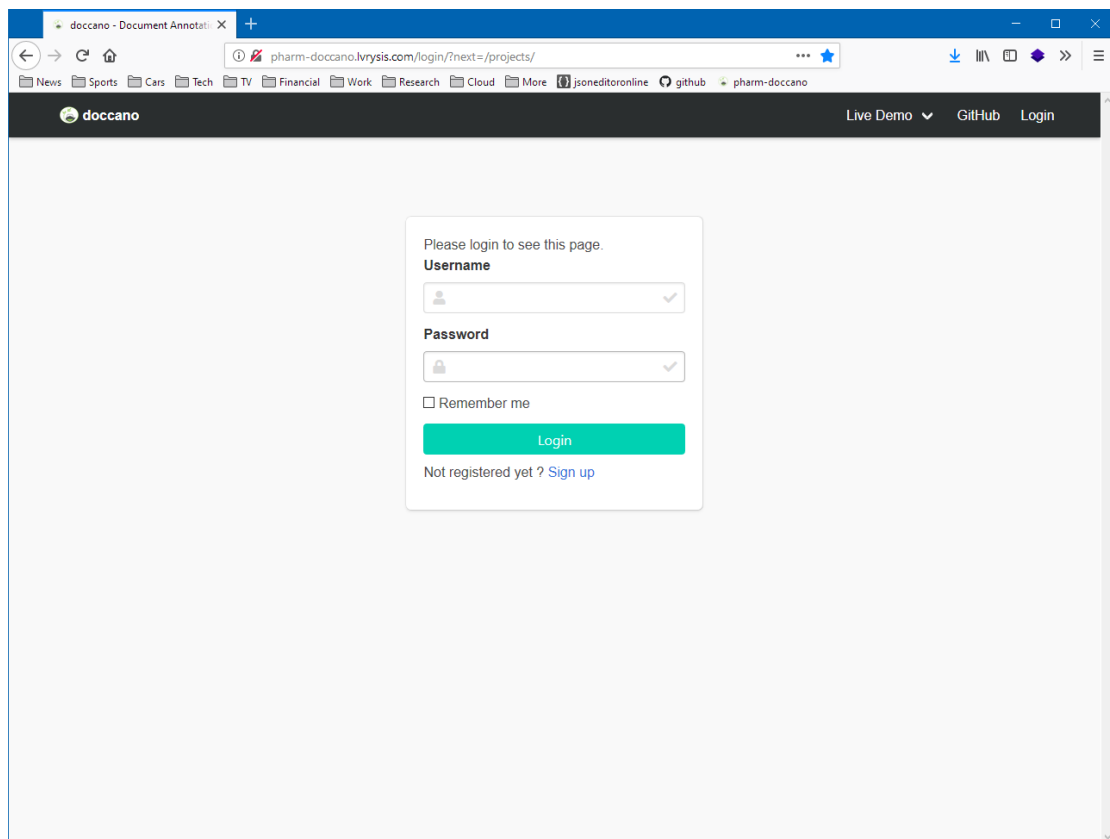 doccano - Document Annotati
pharm-doccano.lvrysis.com/login/?next=/projects/
News Sports Cars Tech TV Financial Work Research Cloud More jsoneditoronline github pharm-doccano
doccano Live Demo GitHub Login
Please login to see this page.
Username
Password
Remember me
Login
Not registered yet ? Sign up